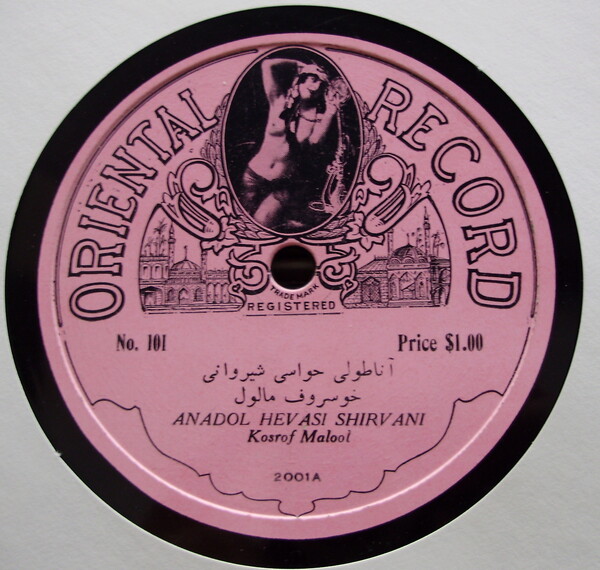 ORIENTAL RECORD
TRADE MARK
REGISTERED
No. 101
Price $1.00
آناطولی حواسی شیروانی
خوسروف مالول
ANADOL HEVASI SHIRVANI
Kosrof Malool
2001A